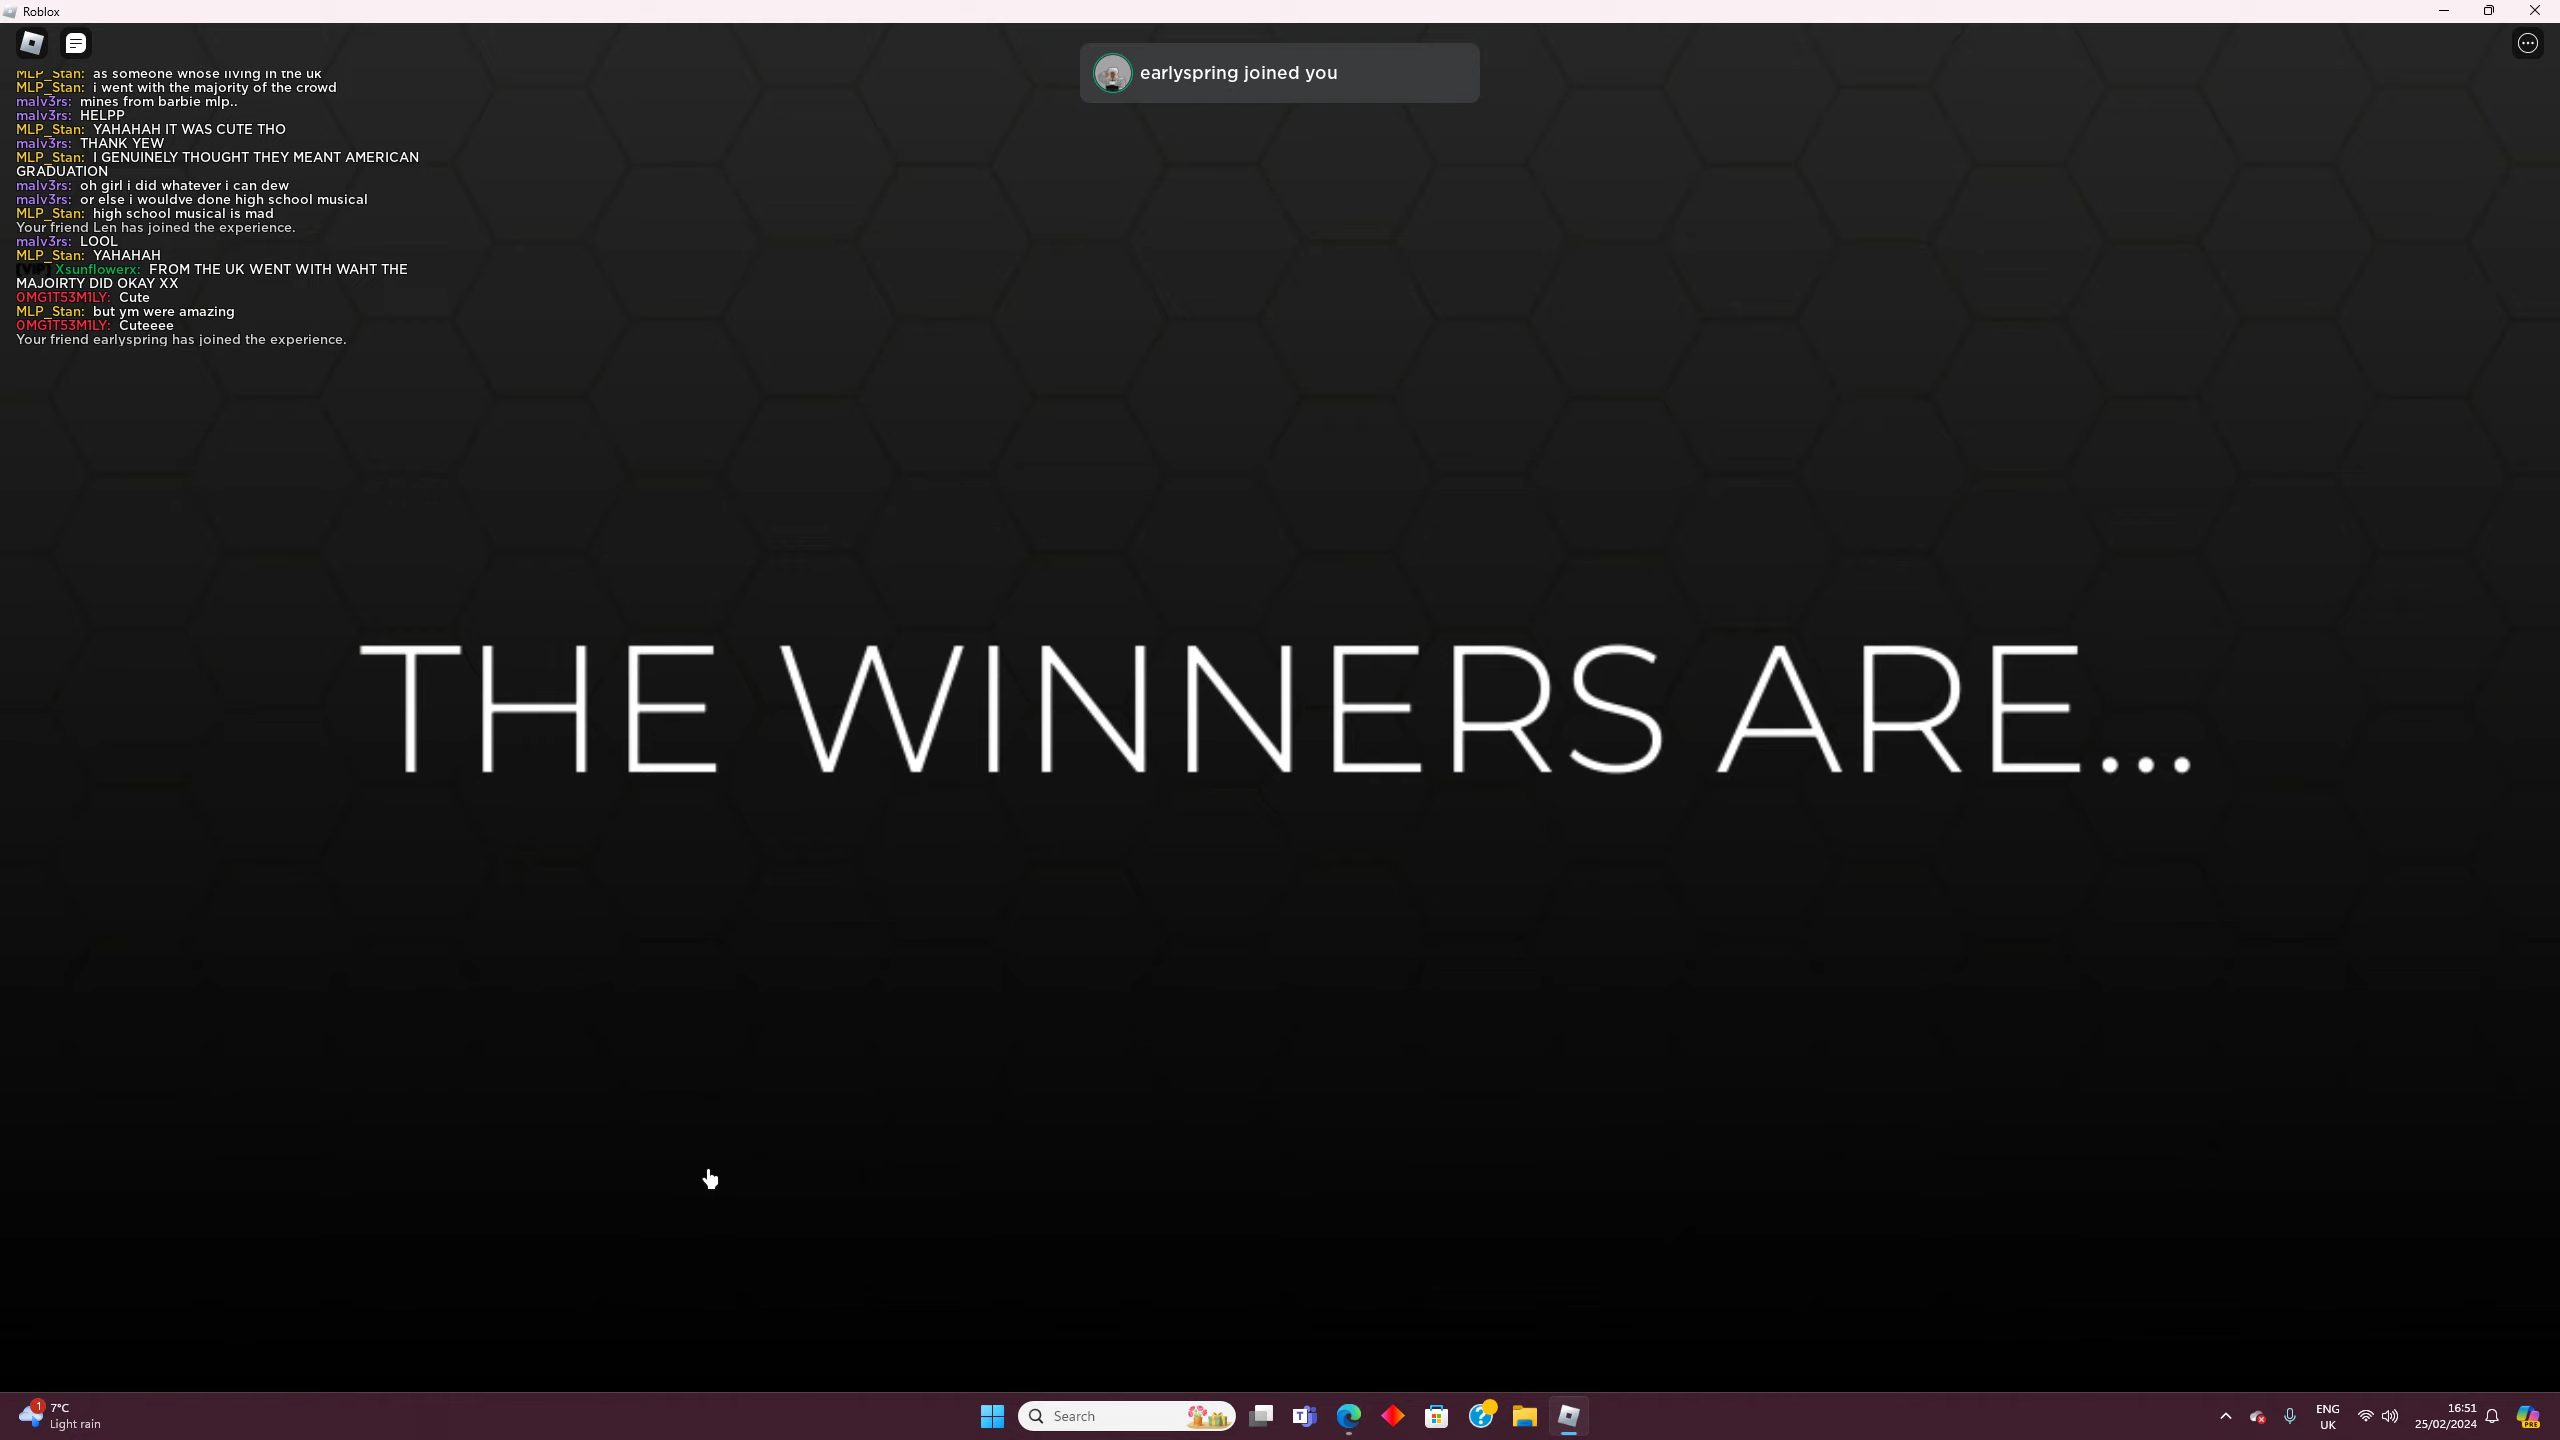 Roblox
earlyspring joined you
MLP_Stan: as someone whose living in the uk
MLP_Stan: i went with the majority of the crowd
malv3rs: mines from barbie mlp..
malv3rs: HELPP
MLP_Stan: YAHAHAH IT WAS CUTE THO
malv3rs: THANK YEW
MLP_Stan: I GENUINELY THOUGHT THEY MEANT AMERICAN
GRADUATION
malv3rs: oh girl i did whatever i can dew
malv3rs: or else i wouldve done high school musical
MLP_Stan: high school musical is mad
Your friend Len has joined the experience.
malv3rs: LOOL
MLP_Stan: YAHAHAH
[VIP] Xsunflowerx: FROM THE UK WENT WITH WAHT THE
MAJOIRTY DID OKAY XX
0MG1T53M1LY: Cute
MLP_Stan: but ym were amazing
0MG1T53M1LY: Cuteeee
Your friend earlyspring has joined the experience.
THE WINNERS ARE...
1
7°C
Light rain
Search
ENG
UK
16:51
25/02/2024
PRE